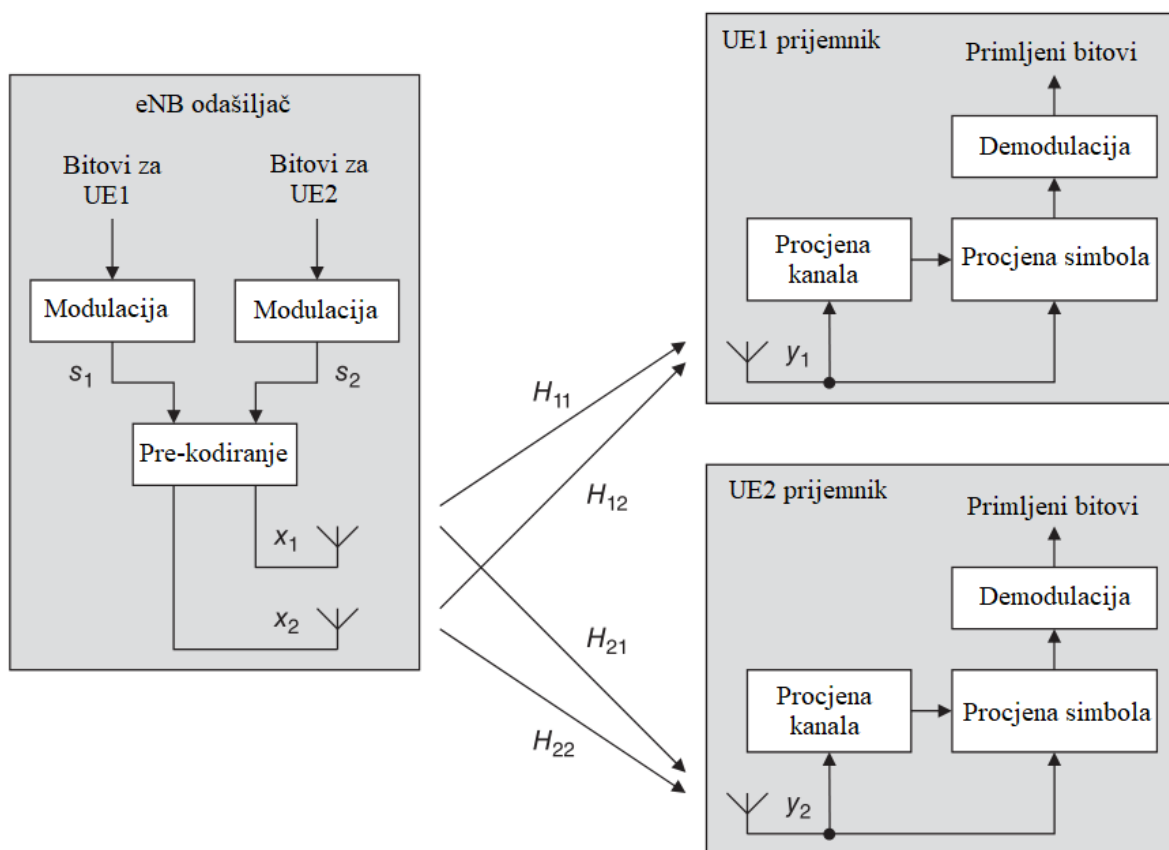 eNB odašiljač
Bitovi za
UE1
Bitovi za
UE2
Modulacija
Modulacija
s1
s2
Pre-kodiranje
x1
x2
H11
H12
H21
H22
UE1 prijemnik
Primljeni bitovi
Demodulacija
Procjena
kanala
Procjena simbola
y1
UE2 prijemnik
Primljeni bitovi
Demodulacija
Procjena
kanala
Procjena simbola
y2